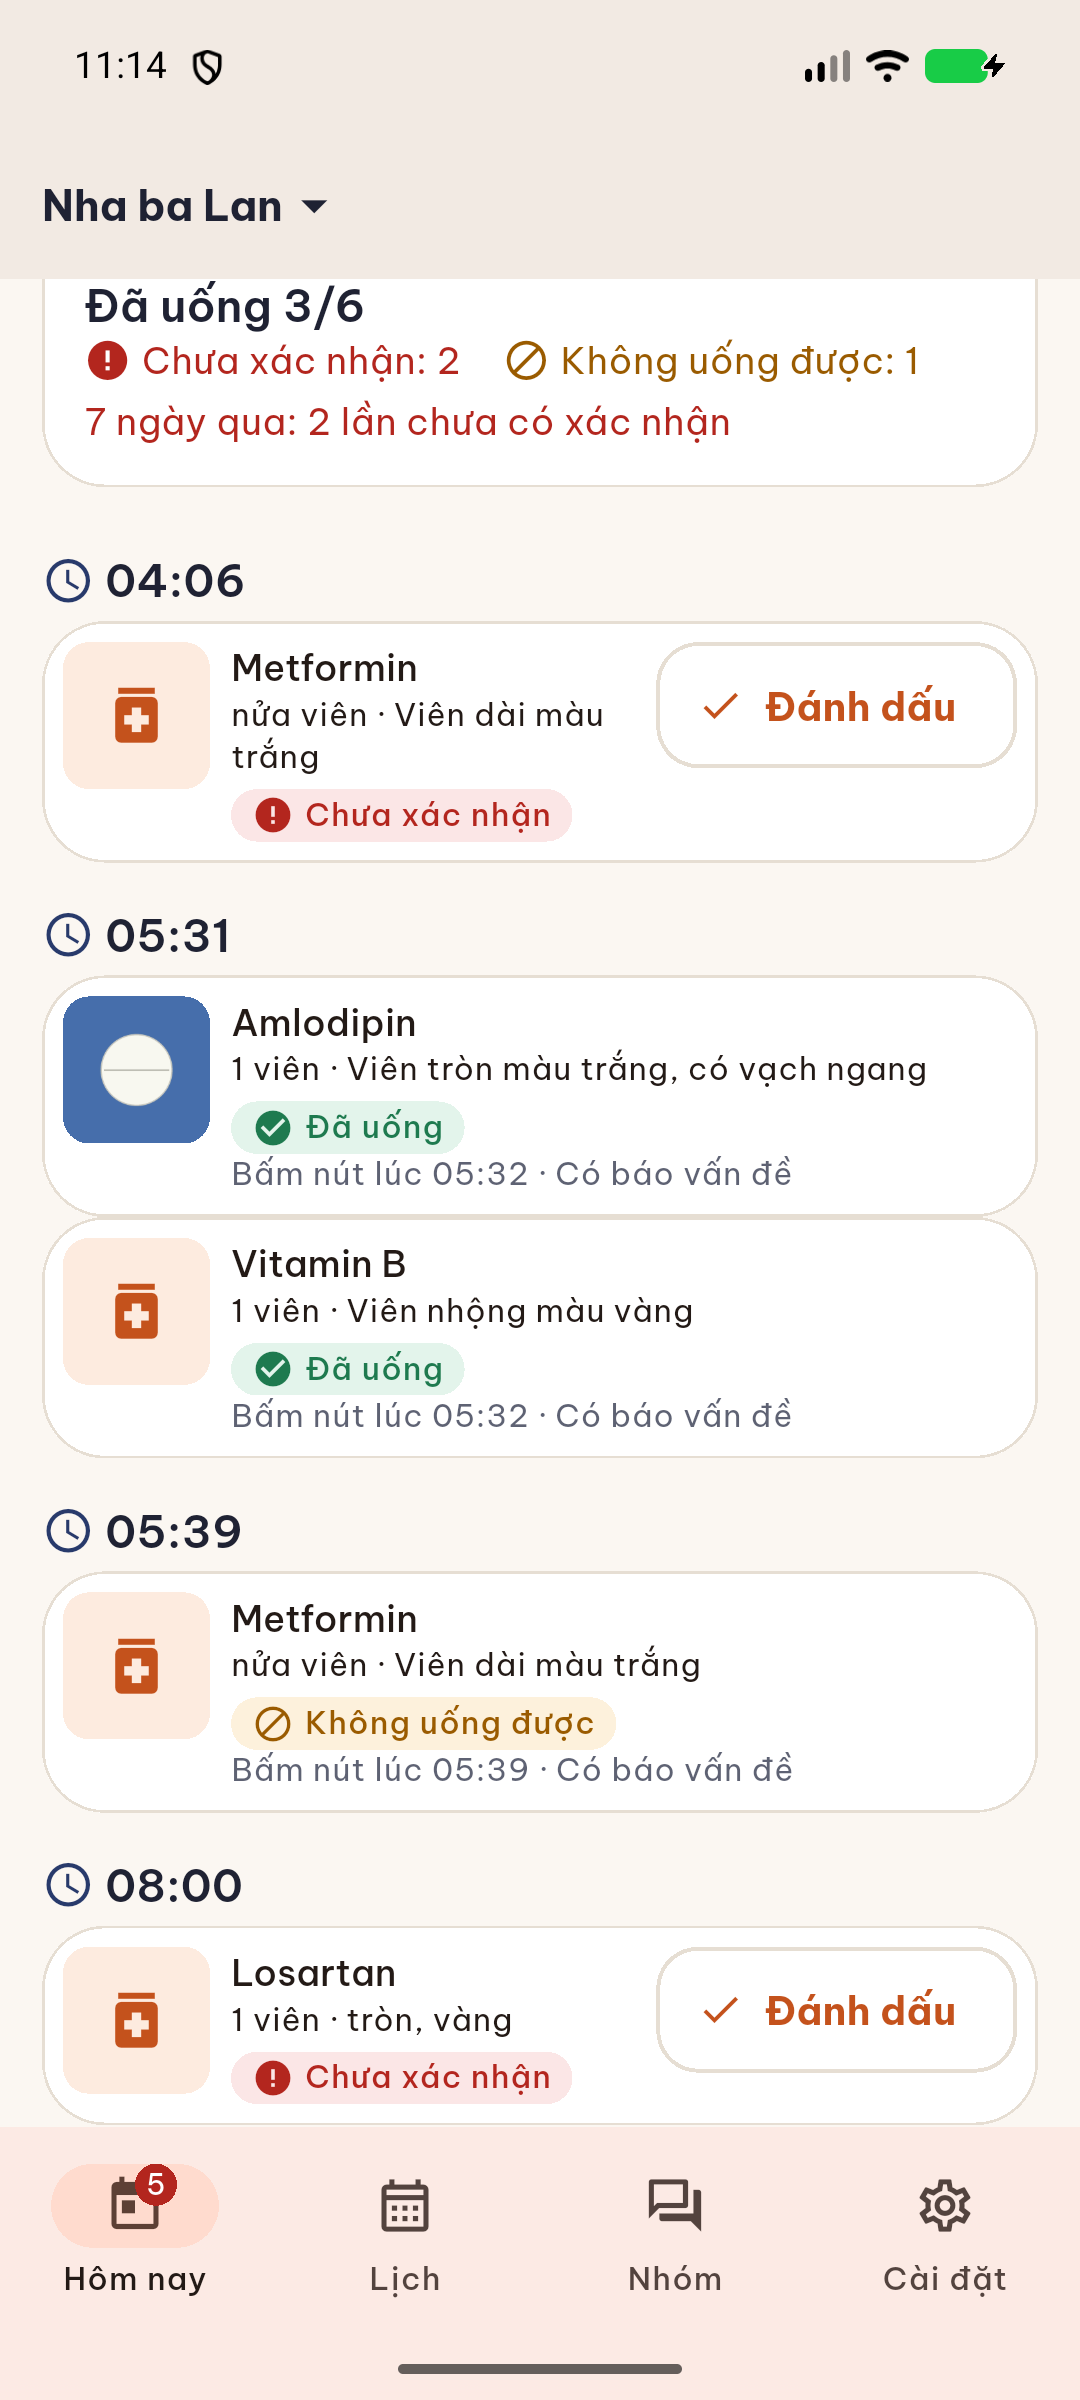 11:14
Nha ba Lan
Đã uống 3/6
Chưa xác nhận: 2 Không uống được: 1
7 ngày qua: 2 lần chưa có xác nhận
04:06
Metformin
nửa viên · Viên dài màu
trắng
Đánh dấu
Chưa xác nhận
05:31
Amlodipin
1 viên · Viên tròn màu trắng, có vạch ngang
Đã uống
Bấm nút lúc 05:32 · Có báo vấn đề
Vitamin B
1 viên · Viên nhộng màu vàng
Đã uống
Bấm nút lúc 05:32 · Có báo vấn đề
05:39
Metformin
nửa viên · Viên dài màu trắng
Không uống được
Bấm nút lúc 05:39 · Có báo vấn đề
08:00
Losartan
1 viên · tròn, vàng
Đánh dấu
Chưa xác nhận
5
Hôm nay Lịch Nhóm Cài đặt